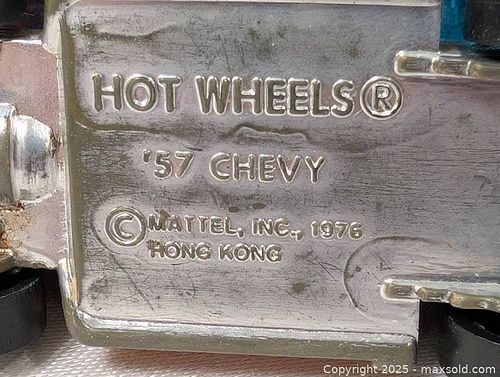 HOT WHEELS®
'57 CHEVY
© MATTEL, INC., 1976
HONG KONG
Copyright © 2025 - maxsold.com